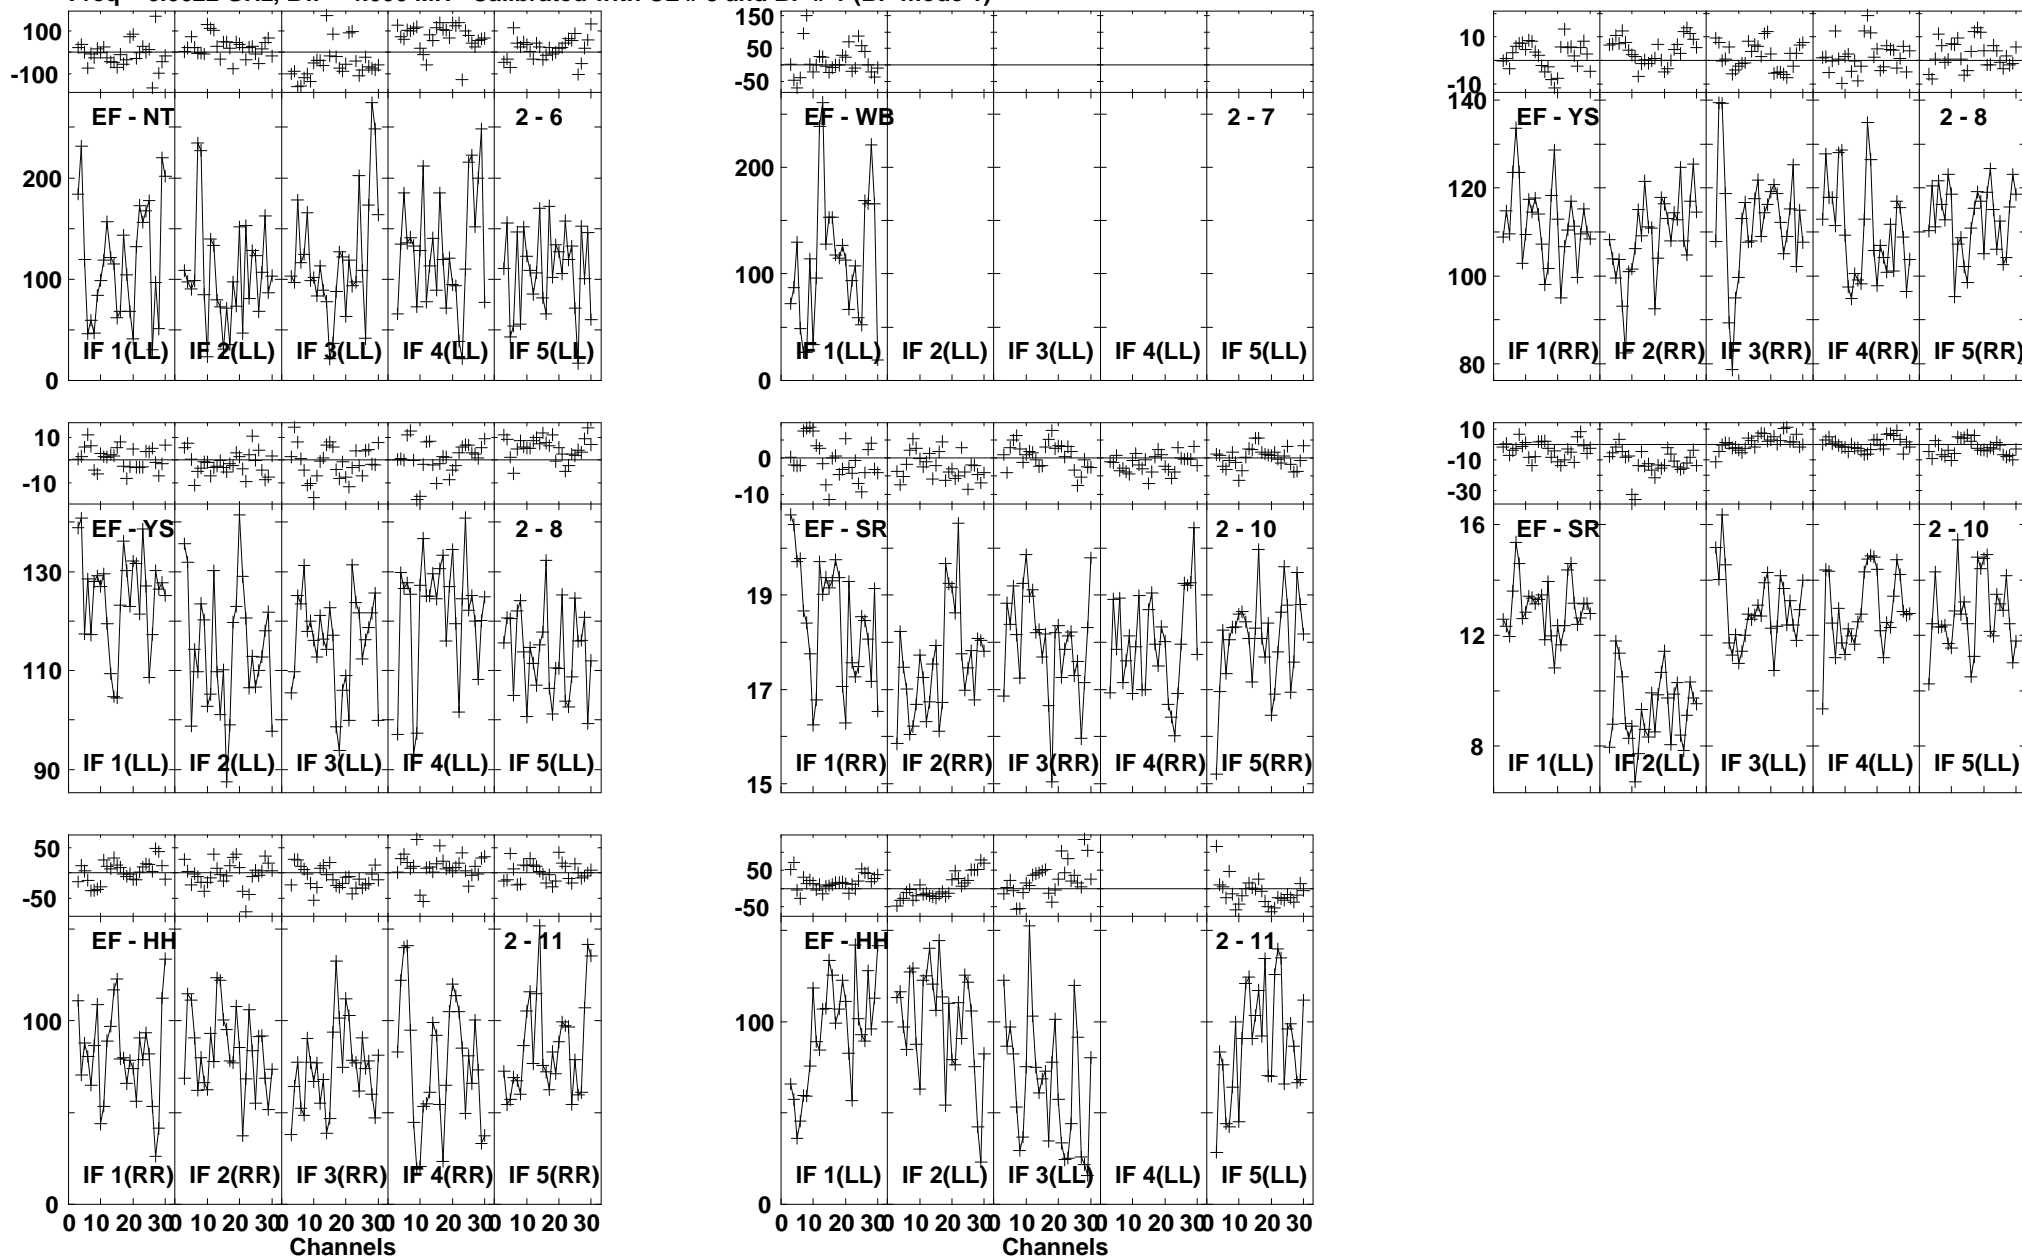 100
-100
EF - NT 2 - 6
200
100
0
IF 1(LL) IF 2(LL) IF 3(LL) IF 4(LL) IF 5(LL)
150
50
-50
EF - WB 2 - 7
200
100
0
IF 1(LL) IF 2(LL) IF 3(LL) IF 4(LL) IF 5(LL)
10
-10
140
EF - YS 2 - 8
120
100
80
IF 1(RR) IF 2(RR) IF 3(RR) IF 4(RR) IF 5(RR)
10
-10
EF - YS 2 - 8
130
110
90
IF 1(LL) IF 2(LL) IF 3(LL) IF 4(LL) IF 5(LL)
0
-10
EF - SR 2 - 10
19
17
15
IF 1(RR) IF 2(RR) IF 3(RR) IF 4(RR) IF 5(RR)
10
-10
-30
16
EF - SR 2 - 10
12
8
IF 1(LL) IF 2(LL) IF 3(LL) IF 4(LL) IF 5(LL)
50
-50
EF - HH 2 - 11
100
0
IF 1(RR) IF 2(RR) IF 3(RR) IF 4(RR) IF 5(RR)
0 10 20 30 0 10 20 30 0 10 20 30 0 10 20 30 0 10 20 30
Channels
50
-50
EF - HH 2 - 11
100
0
IF 1(LL) IF 2(LL) IF 3(LL) IF 4(LL) IF 5(LL)
0 10 20 30 0 10 20 30 0 10 20 30 0 10 20 30 0 10 20 30
Channels